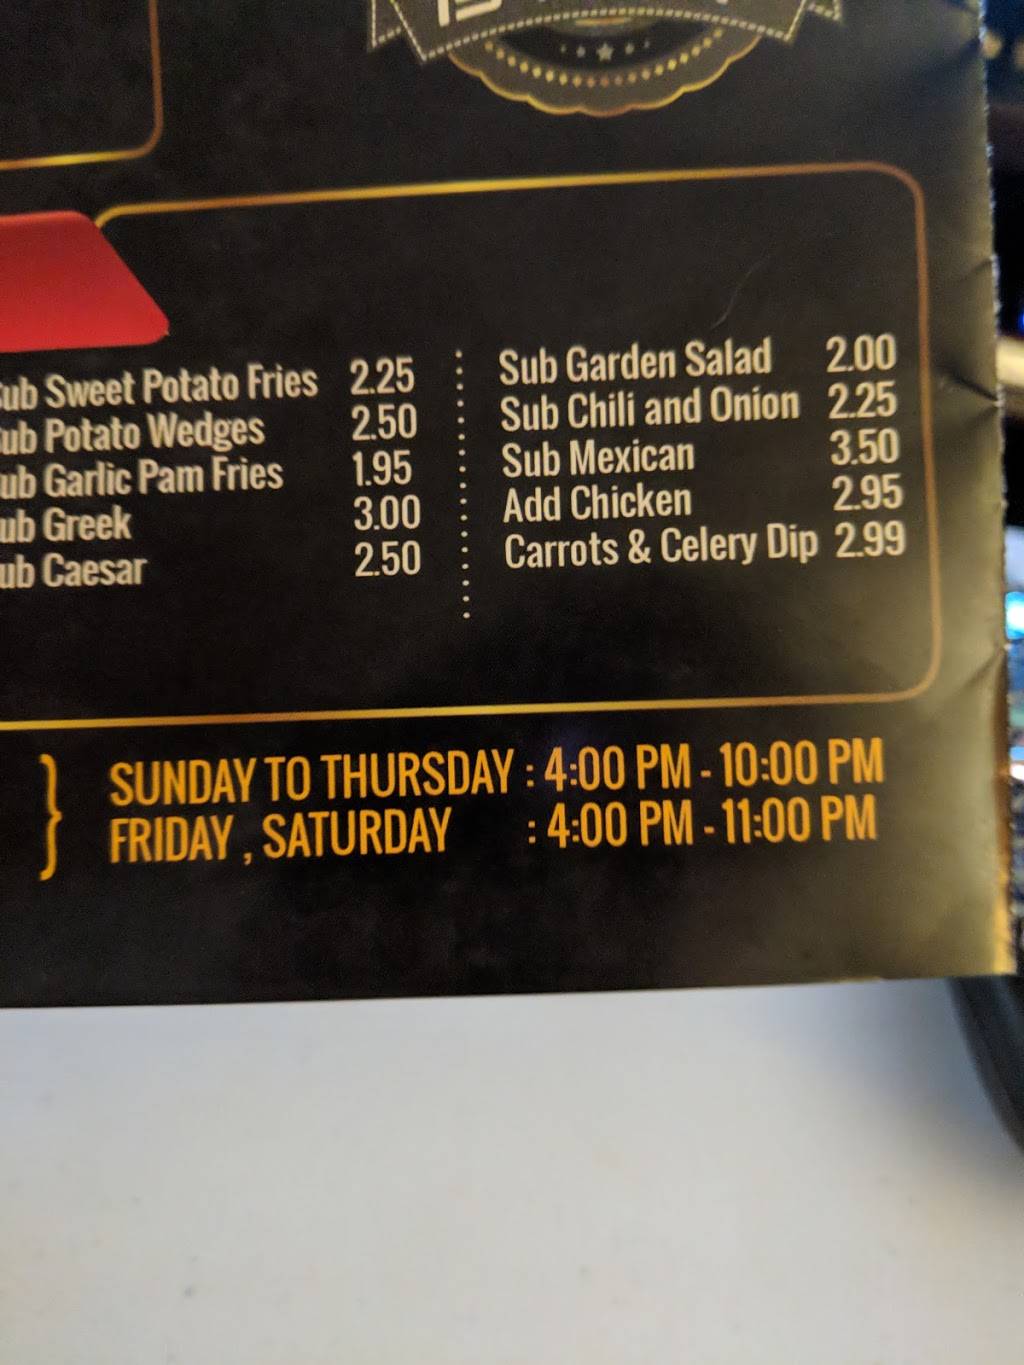 ub Sweet Potato Fries 2.25
ub Potato Wedges 2.50
ub Garlic Pam Fries 1.95
ub Greek 3.00
ub Caesar 2.50
Sub Garden Salad 2.00
Sub Chili and Onion 2.25
Sub Mexican 3.50
Add Chicken 2.95
Carrots & Celery Dip 2.99
} SUNDAY TO THURSDAY : 4:00 PM - 10:00 PM
FRIDAY , SATURDAY : 4:00 PM - 11:00 PM